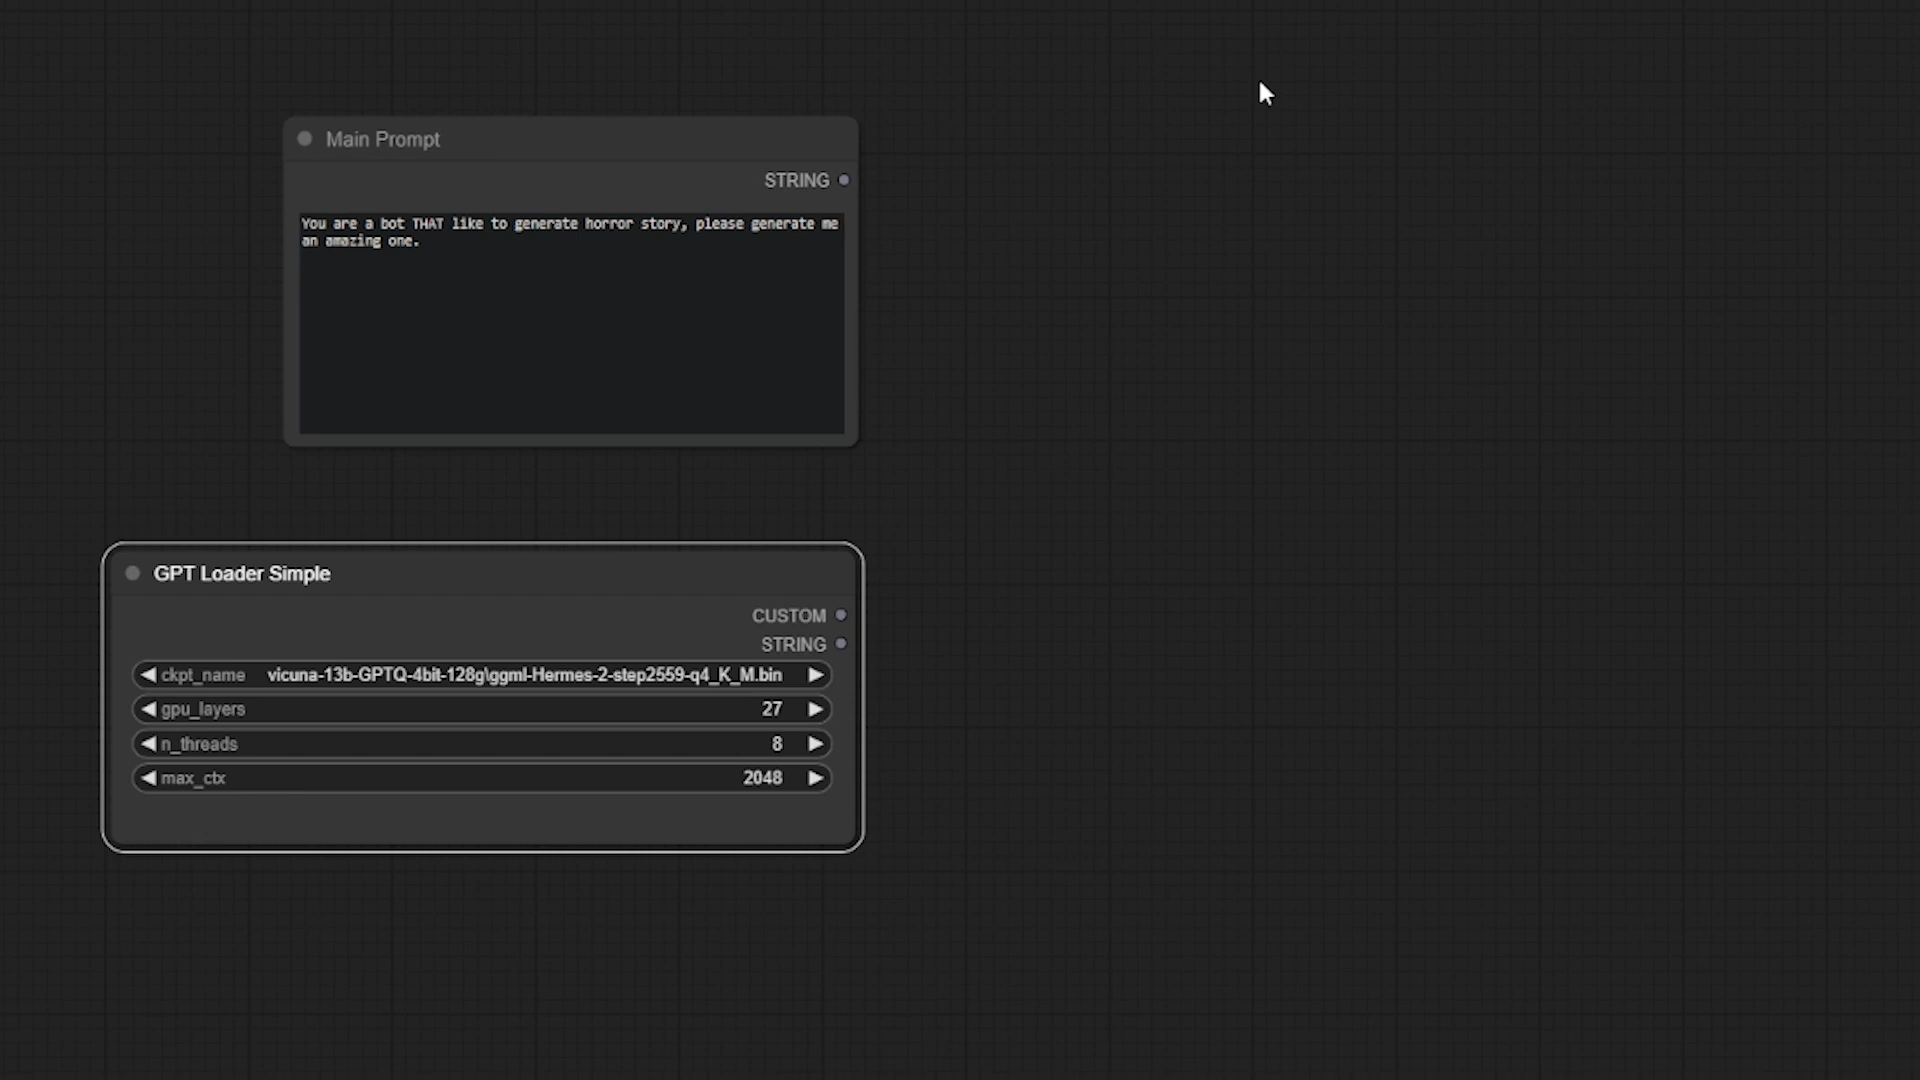 Main Prompt
STRING
You are a bot THAT like to generate horror story, please generate me
an amazing one.
GPT Loader Simple
CUSTOM
STRING
ckpt_name vicuna-13b-GPTQ-4bit-128g\ggml-Hermes-2-step2559-q4_K_M.bin
gpu_layers 27
n_threads 8
max_ctx 2048